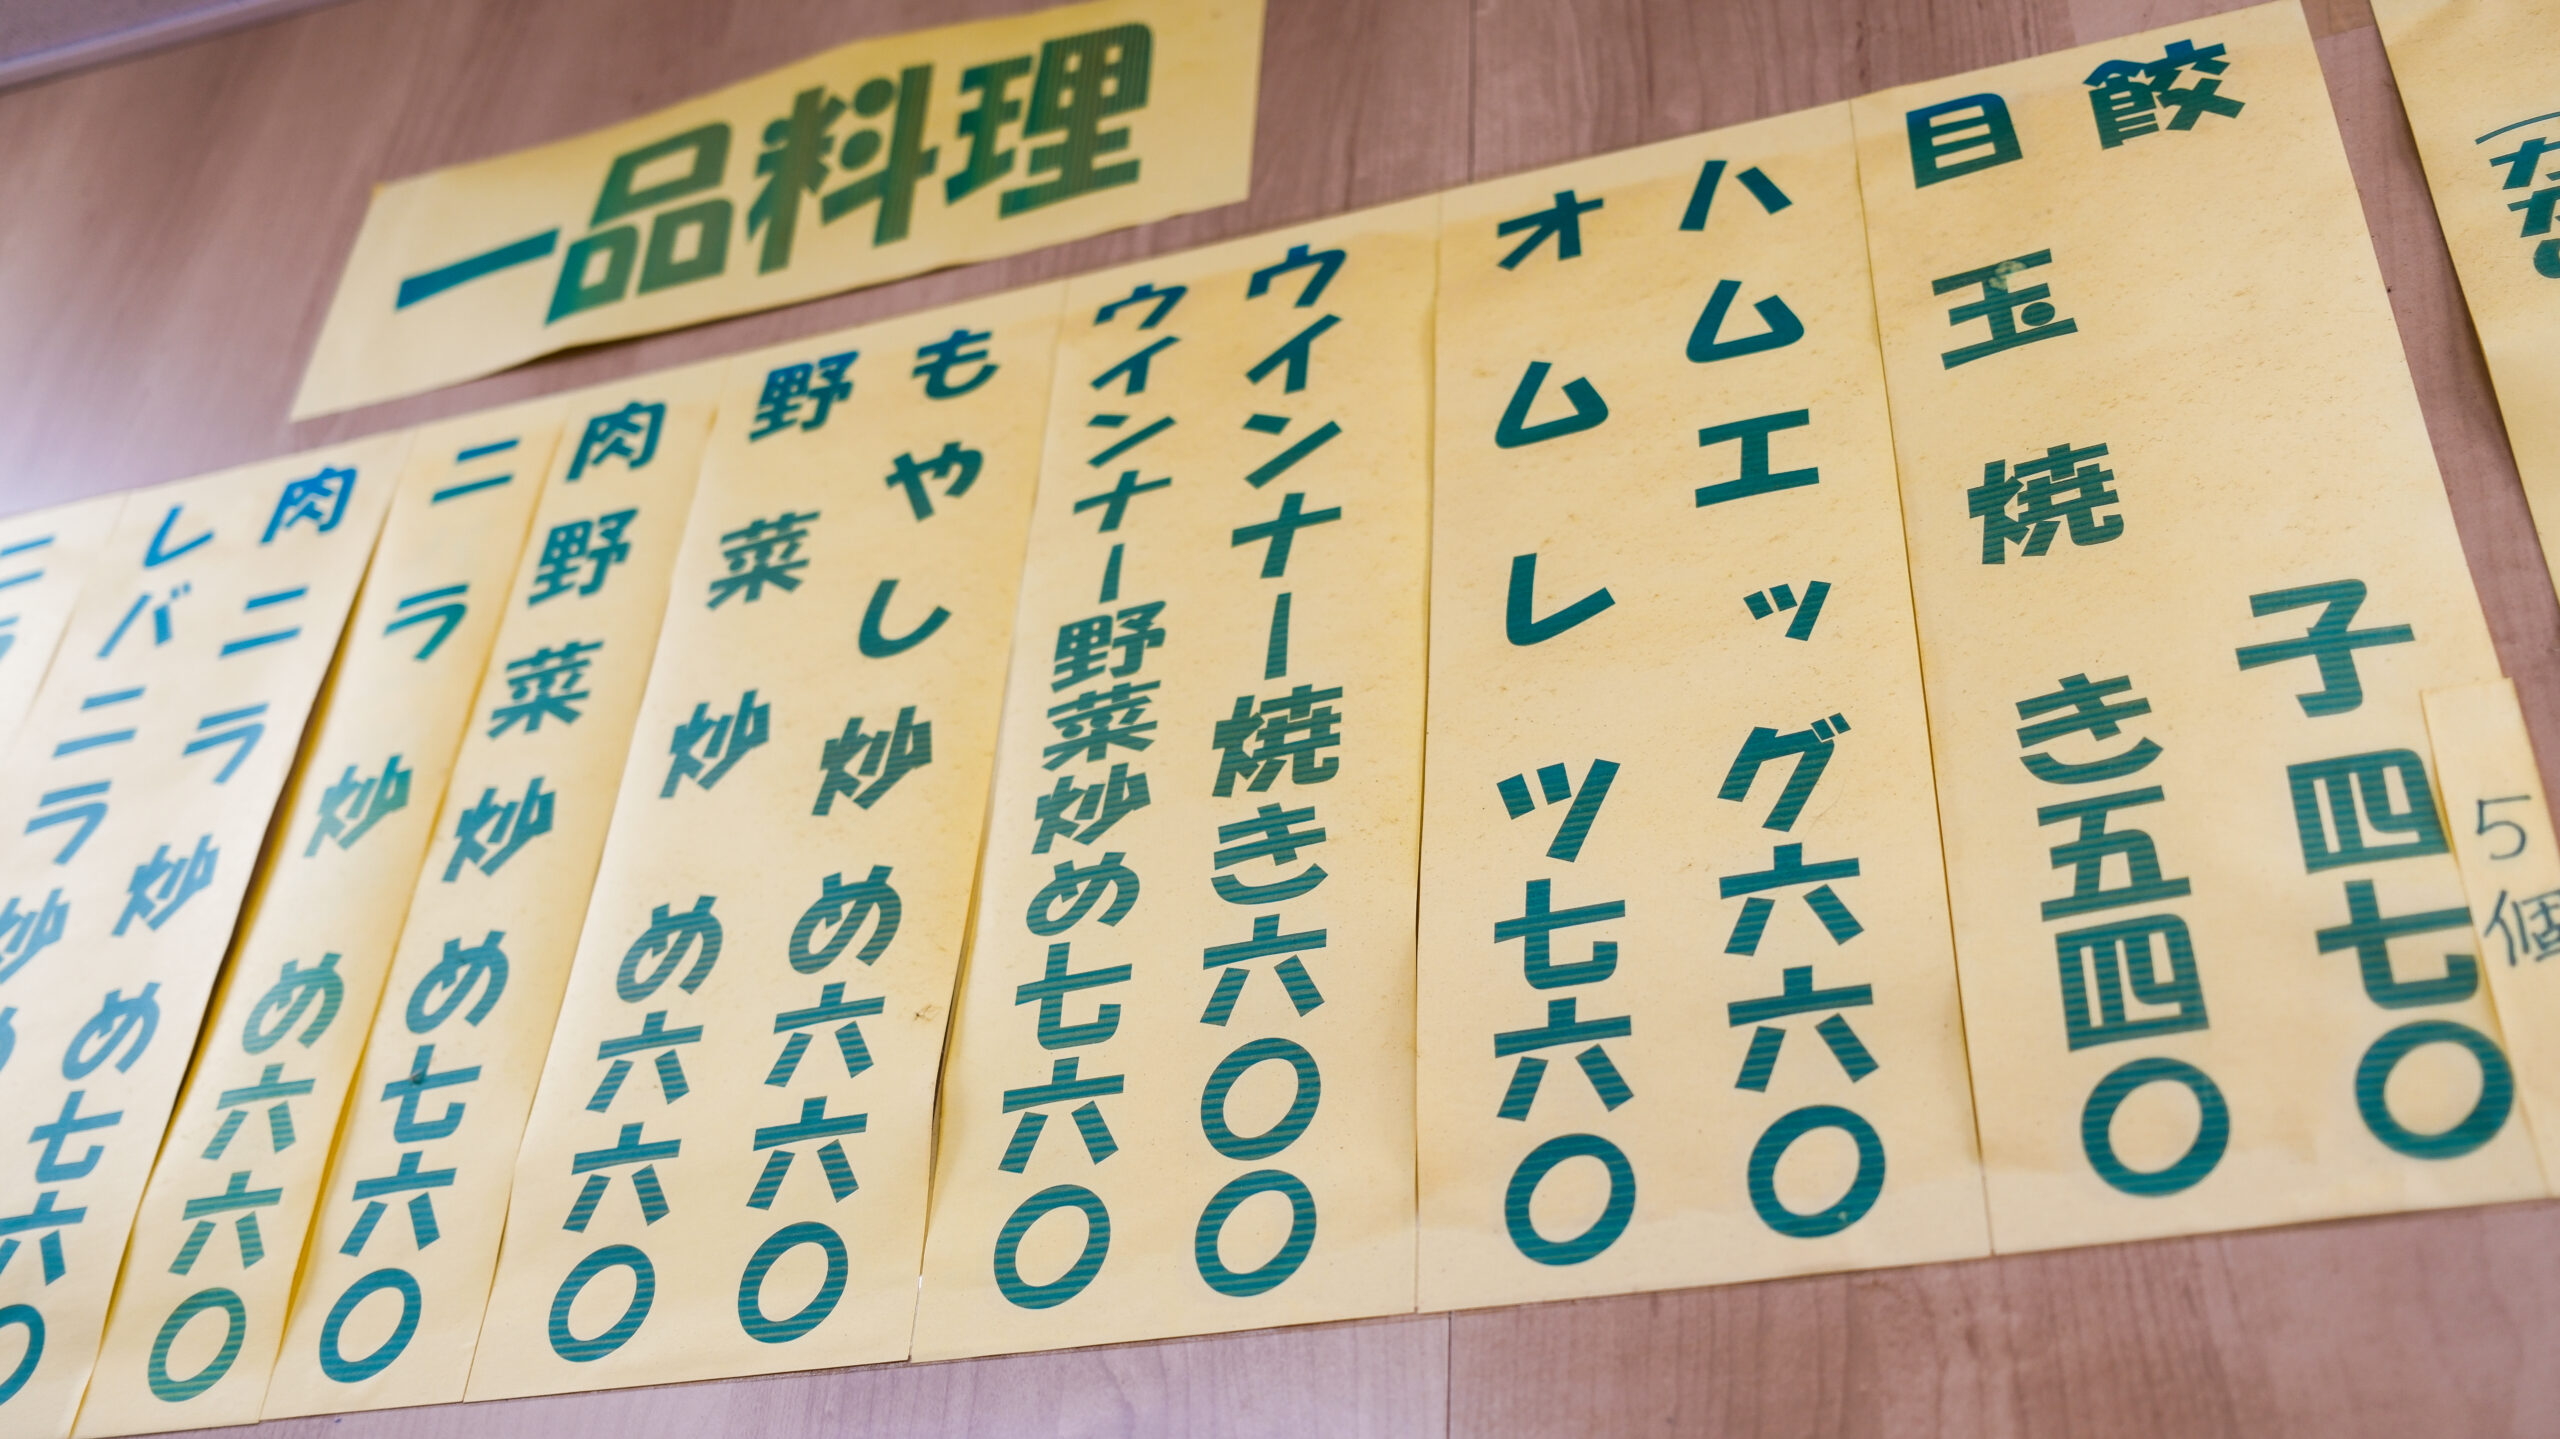 一品料理
餃子四七〇
5個
目玉焼き五四〇
ハムエッグ六六〇
オムレツ七六〇
ウインナー焼き六〇〇
ウインナー野菜炒め七六〇
もやし炒め六六〇
野菜炒め六六〇
肉野菜炒め七六〇
ニラ炒め六六〇
肉ニラ炒め七六〇
レバニラ炒め